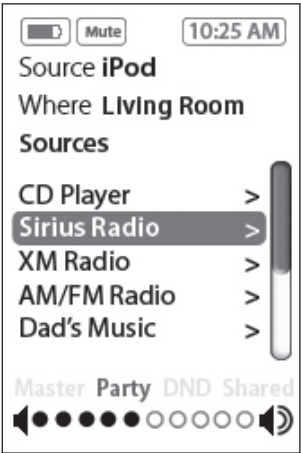 Mute 10:25 AM
Source iPod
Where Living Room
Sources
CD Player >
Sirius Radio >
XM Radio >
AM/FM Radio >
Dad's Music >
Master Party DND Shared